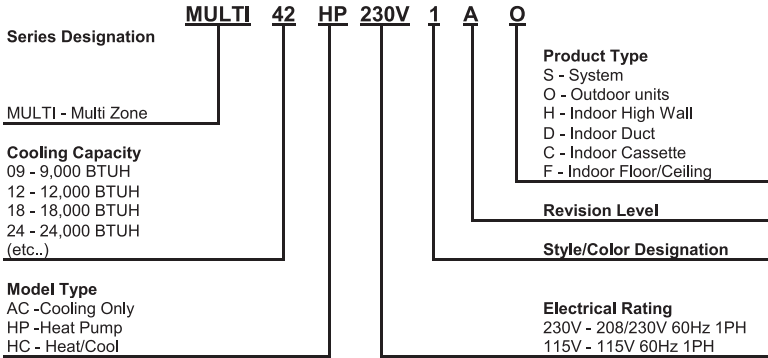 MULTI 42 HP 230V 1 A O
Series Designation
MULTI - Multi Zone
Cooling Capacity
09 - 9,000 BTUH
12 - 12,000 BTUH
18 - 18,000 BTUH
24 - 24,000 BTUH
(etc..)
Model Type
AC -Cooling Only
HP -Heat Pump
HC - Heat/Cool
Product Type
S - System
O - Outdoor units
H - Indoor High Wall
D - Indoor Duct
C - Indoor Cassette
F - Indoor Floor/Ceiling
Revision Level
Style/Color Designation
Electrical Rating
230V - 208/230V 60Hz 1PH
115V - 115V 60Hz 1PH